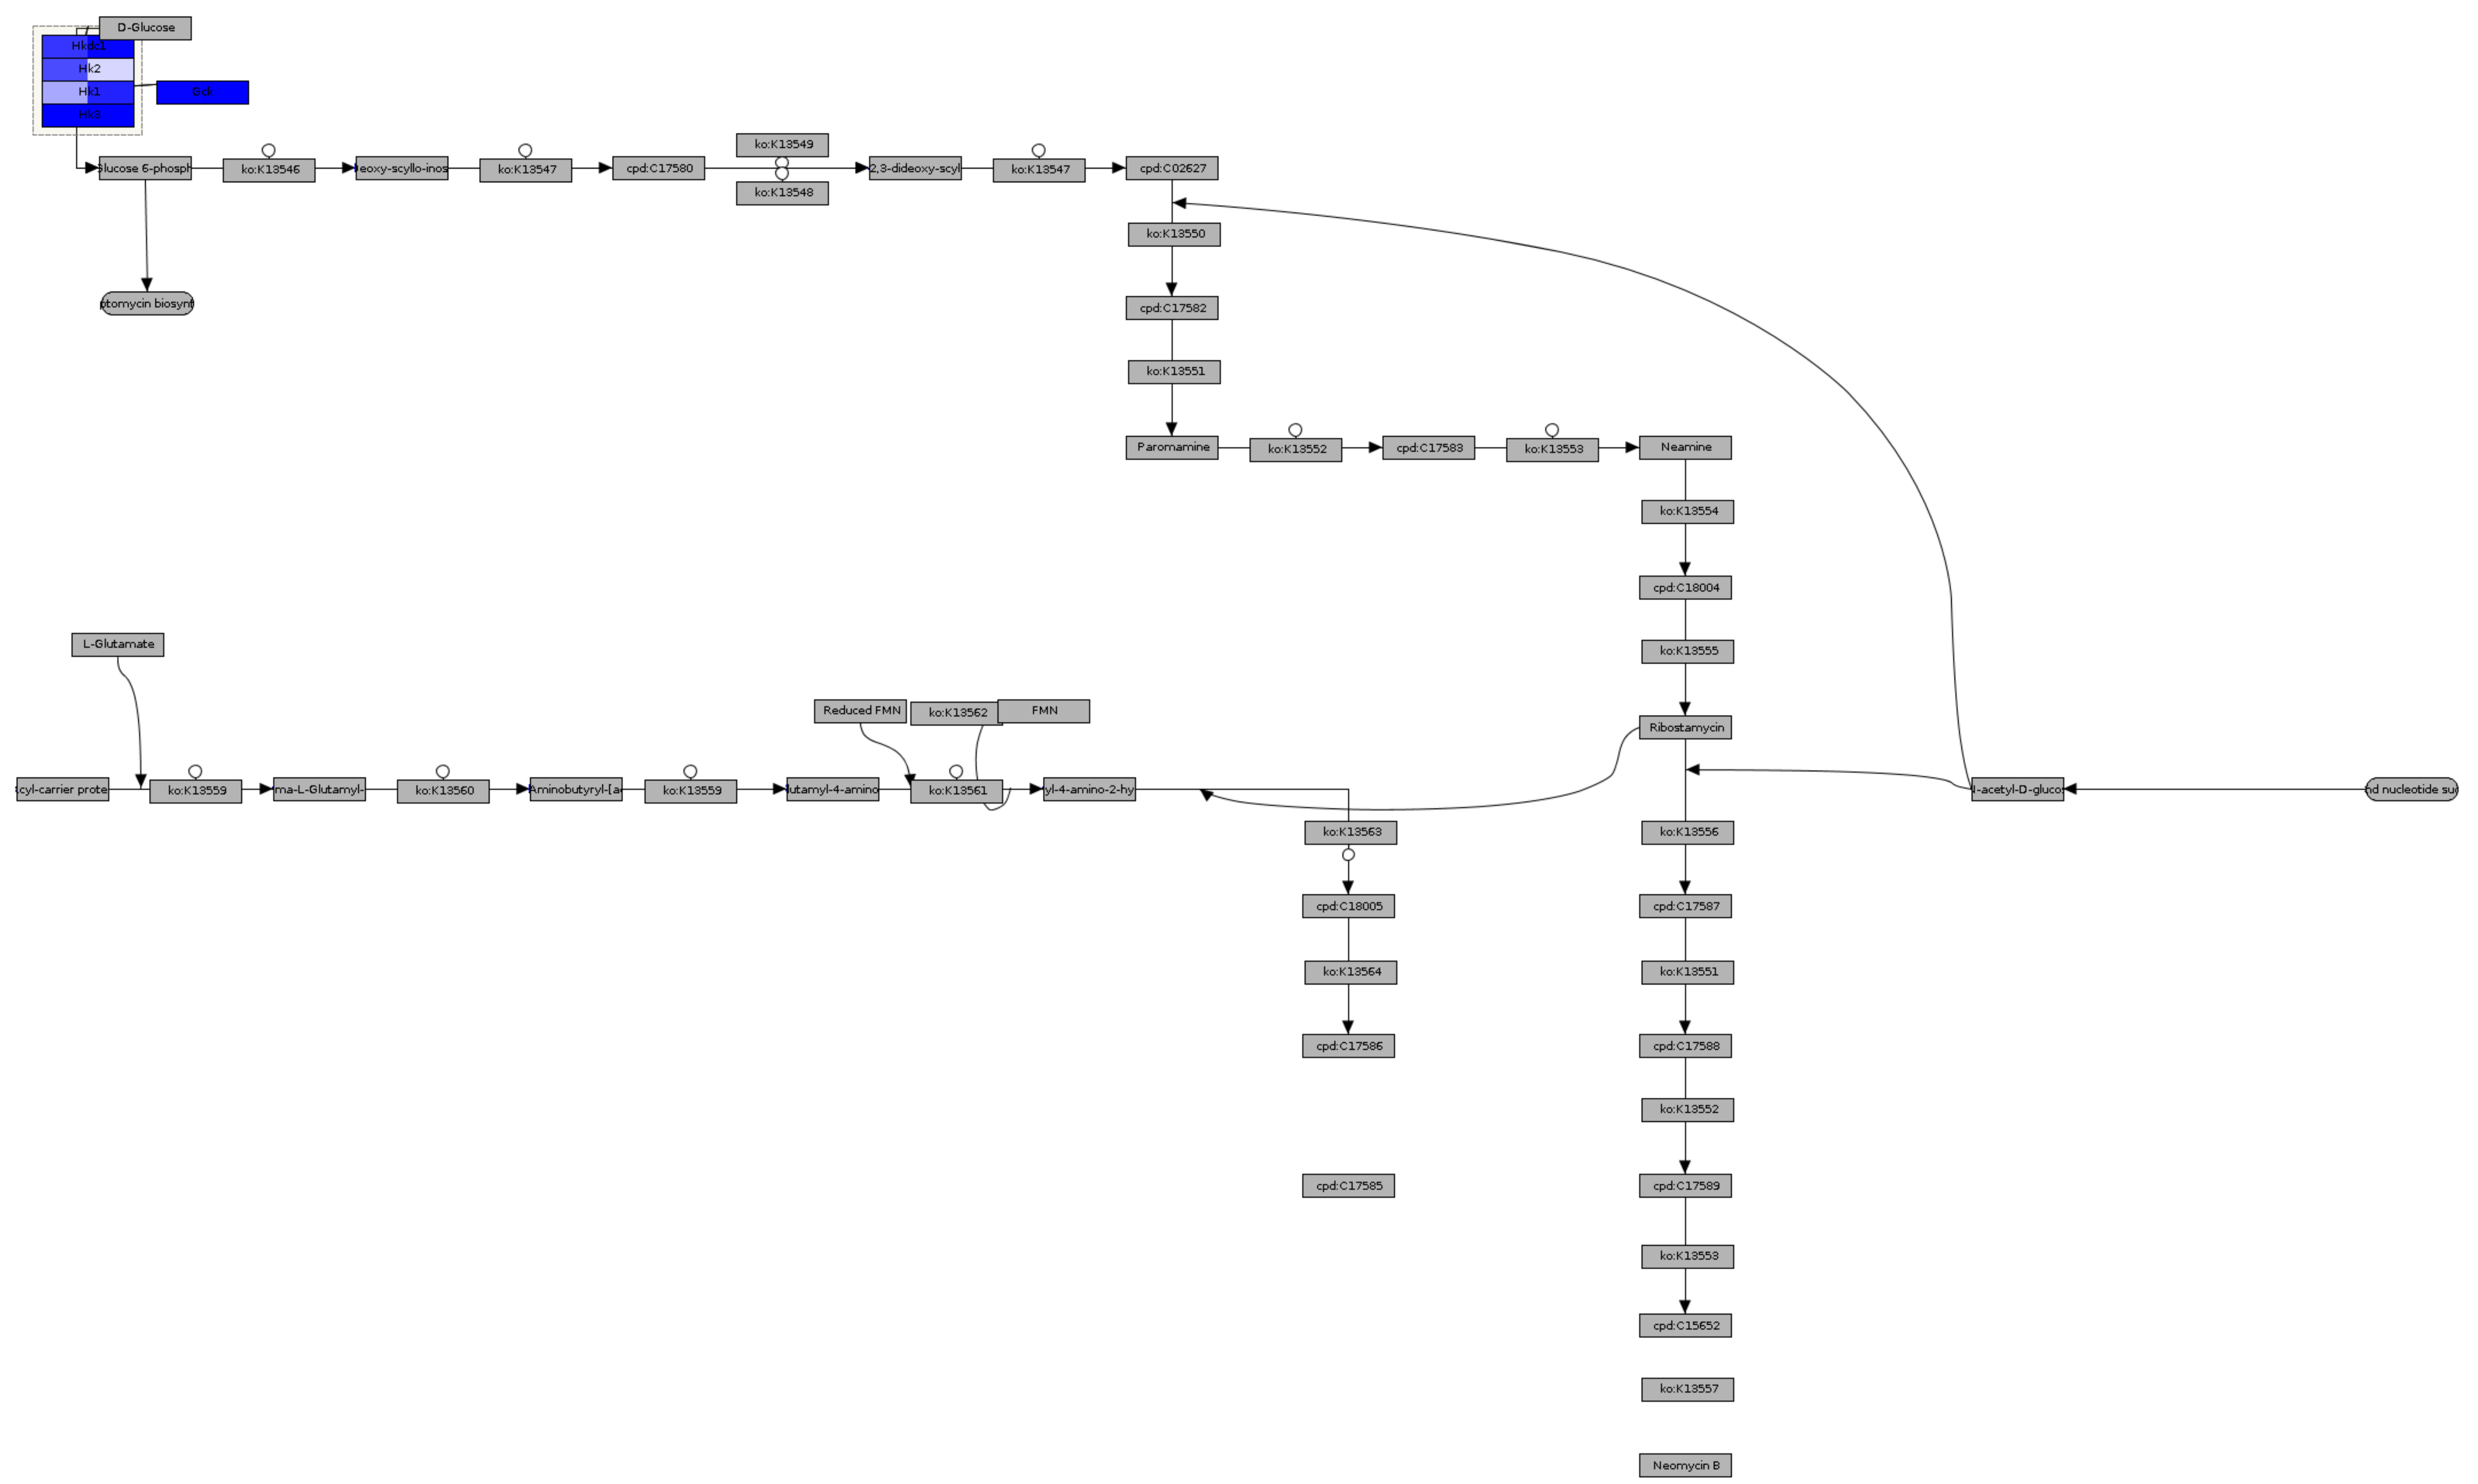 D-Glucose
Hkdc1
Hk2
Hk1
Gck
Hk3
ko:K13549
Glucose 6-phosph
ko:K13546
deoxy-scyllo-inos
ko:K13547
cpd:C17580
2,3-dideoxy-scyl
ko:K13547
cpd:C02627
ko:K13548
ko:K13550
ptomycin biosynt
cpd:C17582
ko:K13551
Paromamine
ko:K13552
cpd:C17583
ko:K13553
Neamine
ko:K13554
cpd:C18004
L-Glutamate
ko:K13555
Reduced FMN
ko:K13562
FMN
Ribostamycin
cyl-carrier prote
ko:K13559
ma-L-Glutamyl-
ko:K13560
Aminobutyryl-[a
ko:K13559
lutamyl-4-amino
ko:K13561
yl-4-amino-2-hy
N-acetyl-D-glucos
nd nucleotide sug
ko:K13563
ko:K13556
cpd:C18005
cpd:C17587
ko:K13564
ko:K13551
cpd:C17586
cpd:C17588
ko:K13552
cpd:C17585
cpd:C17589
ko:K13553
cpd:C15652
ko:K13557
Neomycin B